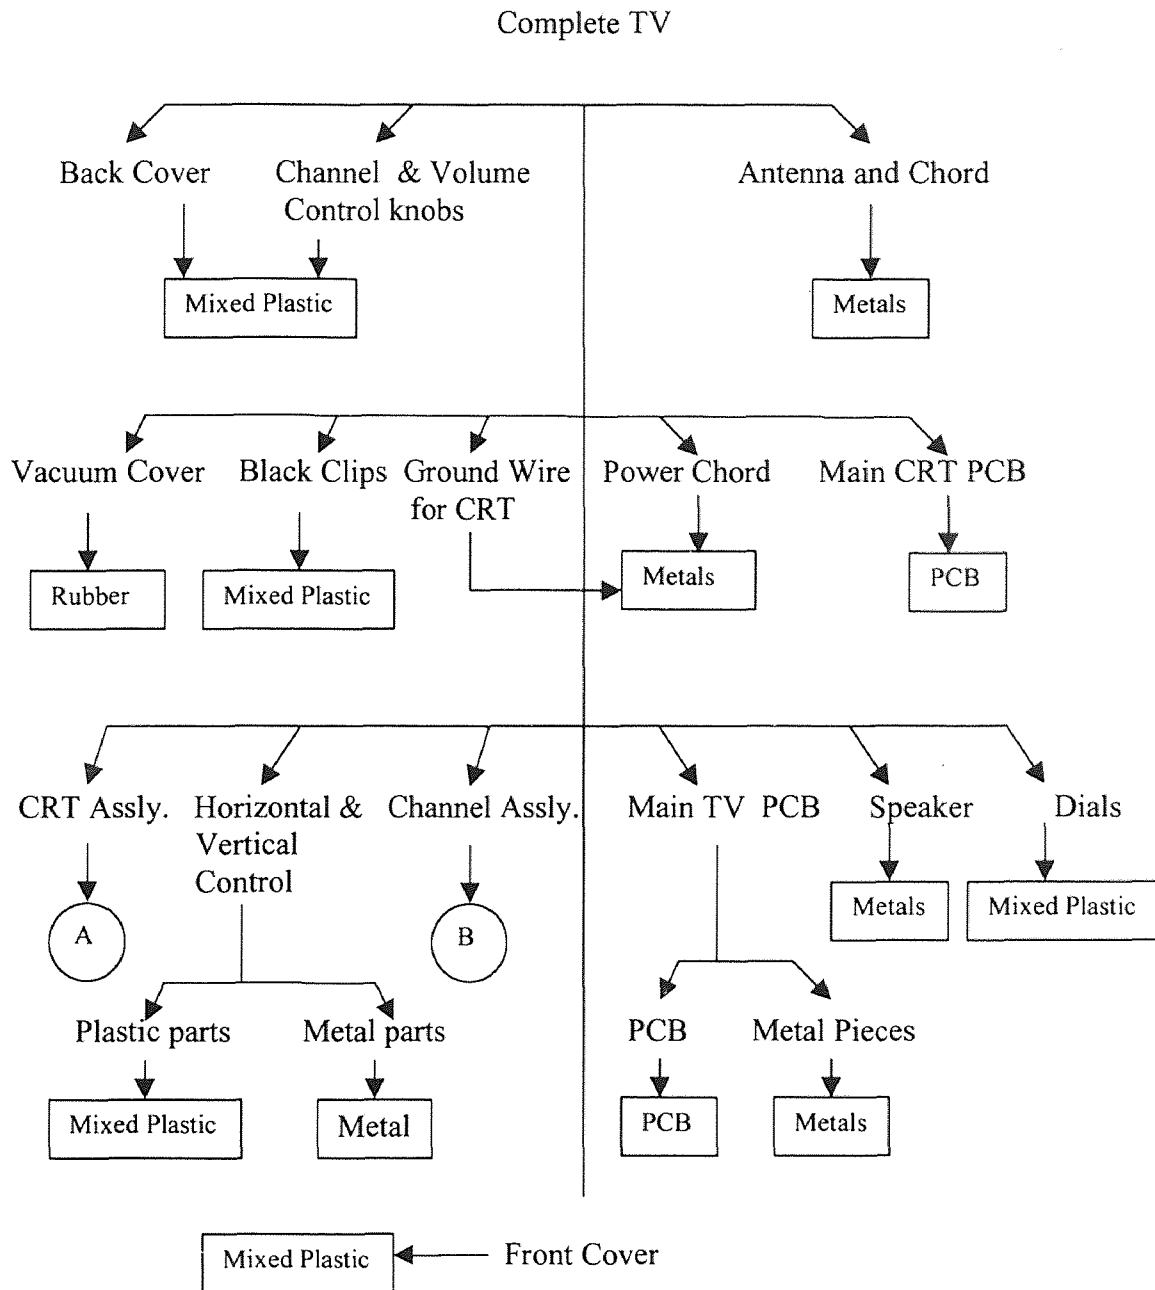 Complete TV
Back Cover
Channel & Volume
Control knobs
Antenna and Chord
Mixed Plastic
Metals
Vacuum Cover
Black Clips
Ground Wire
for CRT
Power Chord
Main CRT PCB
Rubber
Mixed Plastic
Metals
PCB
CRT Assly.
Horizontal &
Vertical
Control
Channel Assly.
Main TV PCB
Speaker
Dials
A
B
Metals
Mixed Plastic
Plastic parts
Metal parts
PCB
Metal Pieces
Mixed Plastic
Metal
PCB
Metals
Mixed Plastic
Front Cover